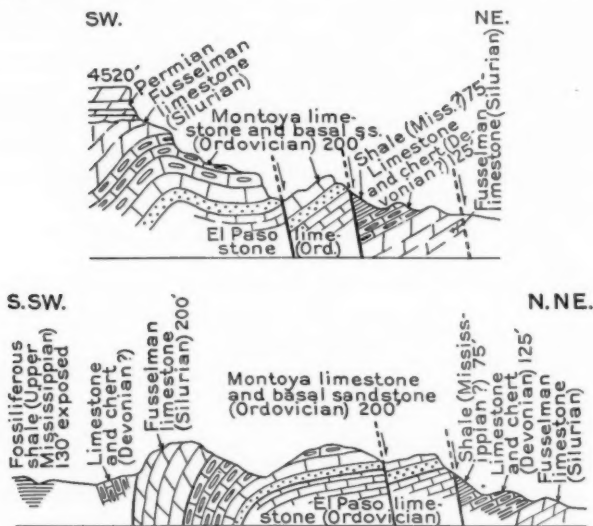 SW.
NE.
4520′
Permian
Fusselman
limestone
(Silurian)
Montoya lime-
stone and basal ss.
(Ordovician) 200′
Shale (Miss.?) 75′
Limestone
and chert (De-
vonian?) 125′
Fusselman
limestone (Silurian)
El Paso lime-
stone (Ord.)
S.SW.
N.NE.
Fossiliferous
shale (Upper
Mississippian)
130′ exposed
Limestone
and chert
(Devonian?)
Fusselman
limestone
(Silurian) 200′
Montoya limestone
and basal sandstone
(Ordovician) 200′
Shale (Mississ-
ippian?) 75′
Limestone
and chert
(Devonian) 125′
Fusselman
limestone
(Silurian)
El Paso lime-
stone (Ordovician)